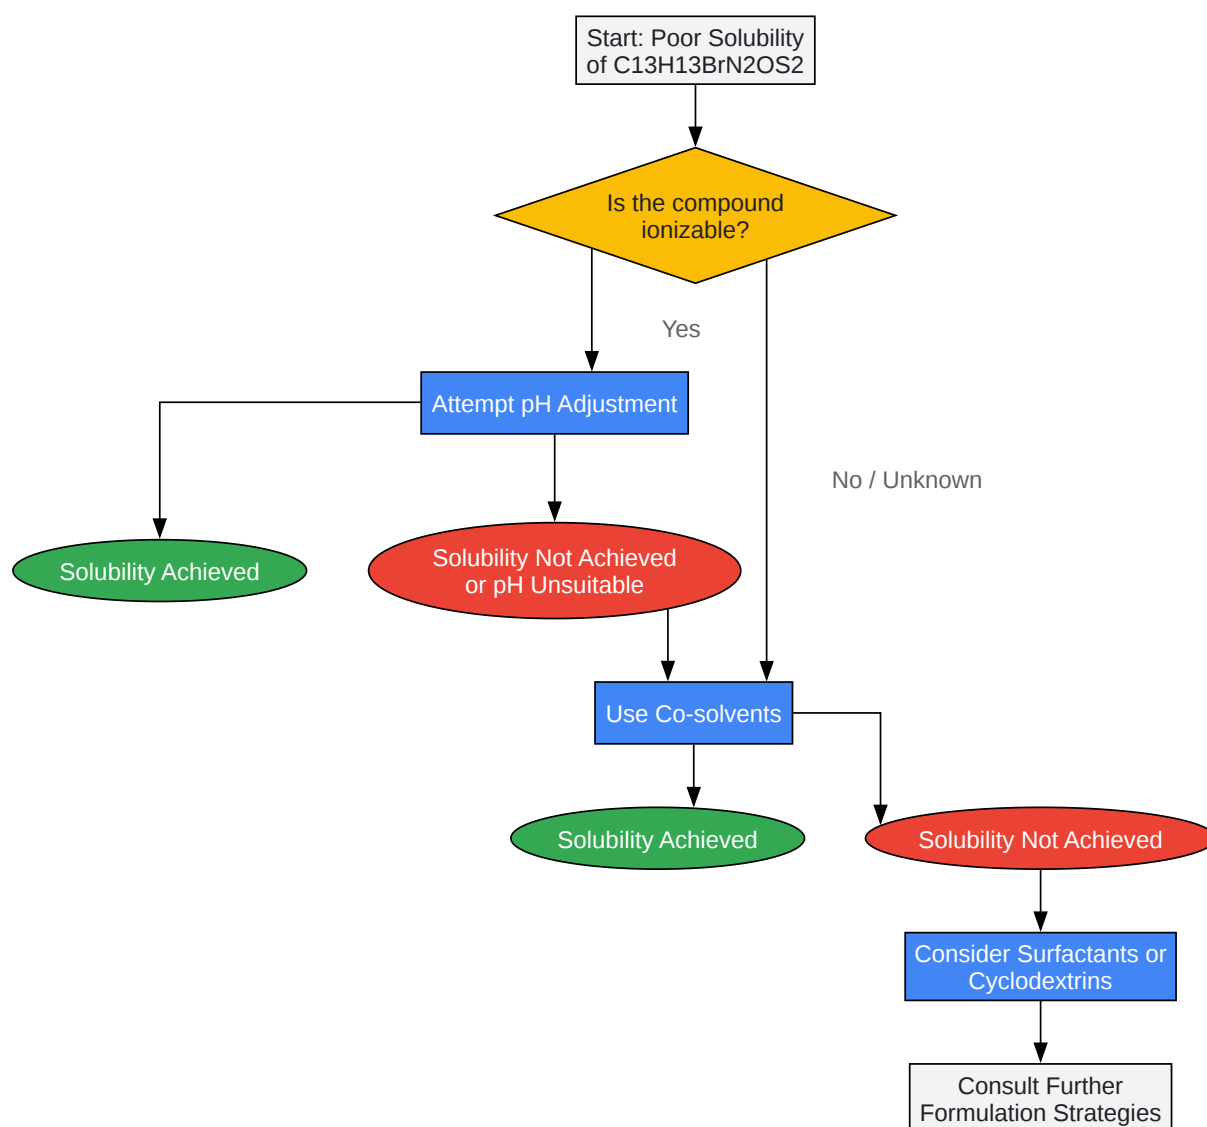 Start: Poor Solubility
of C13H13BrN2OS2
Is the compound
ionizable?
Yes
Attempt pH Adjustment
No / Unknown
Solubility Achieved
Solubility Not Achieved
or pH Unsuitable
Use Co-solvents
Solubility Achieved
Solubility Not Achieved
Consider Surfactants or
Cyclodextrins
Consult Further
Formulation Strategies